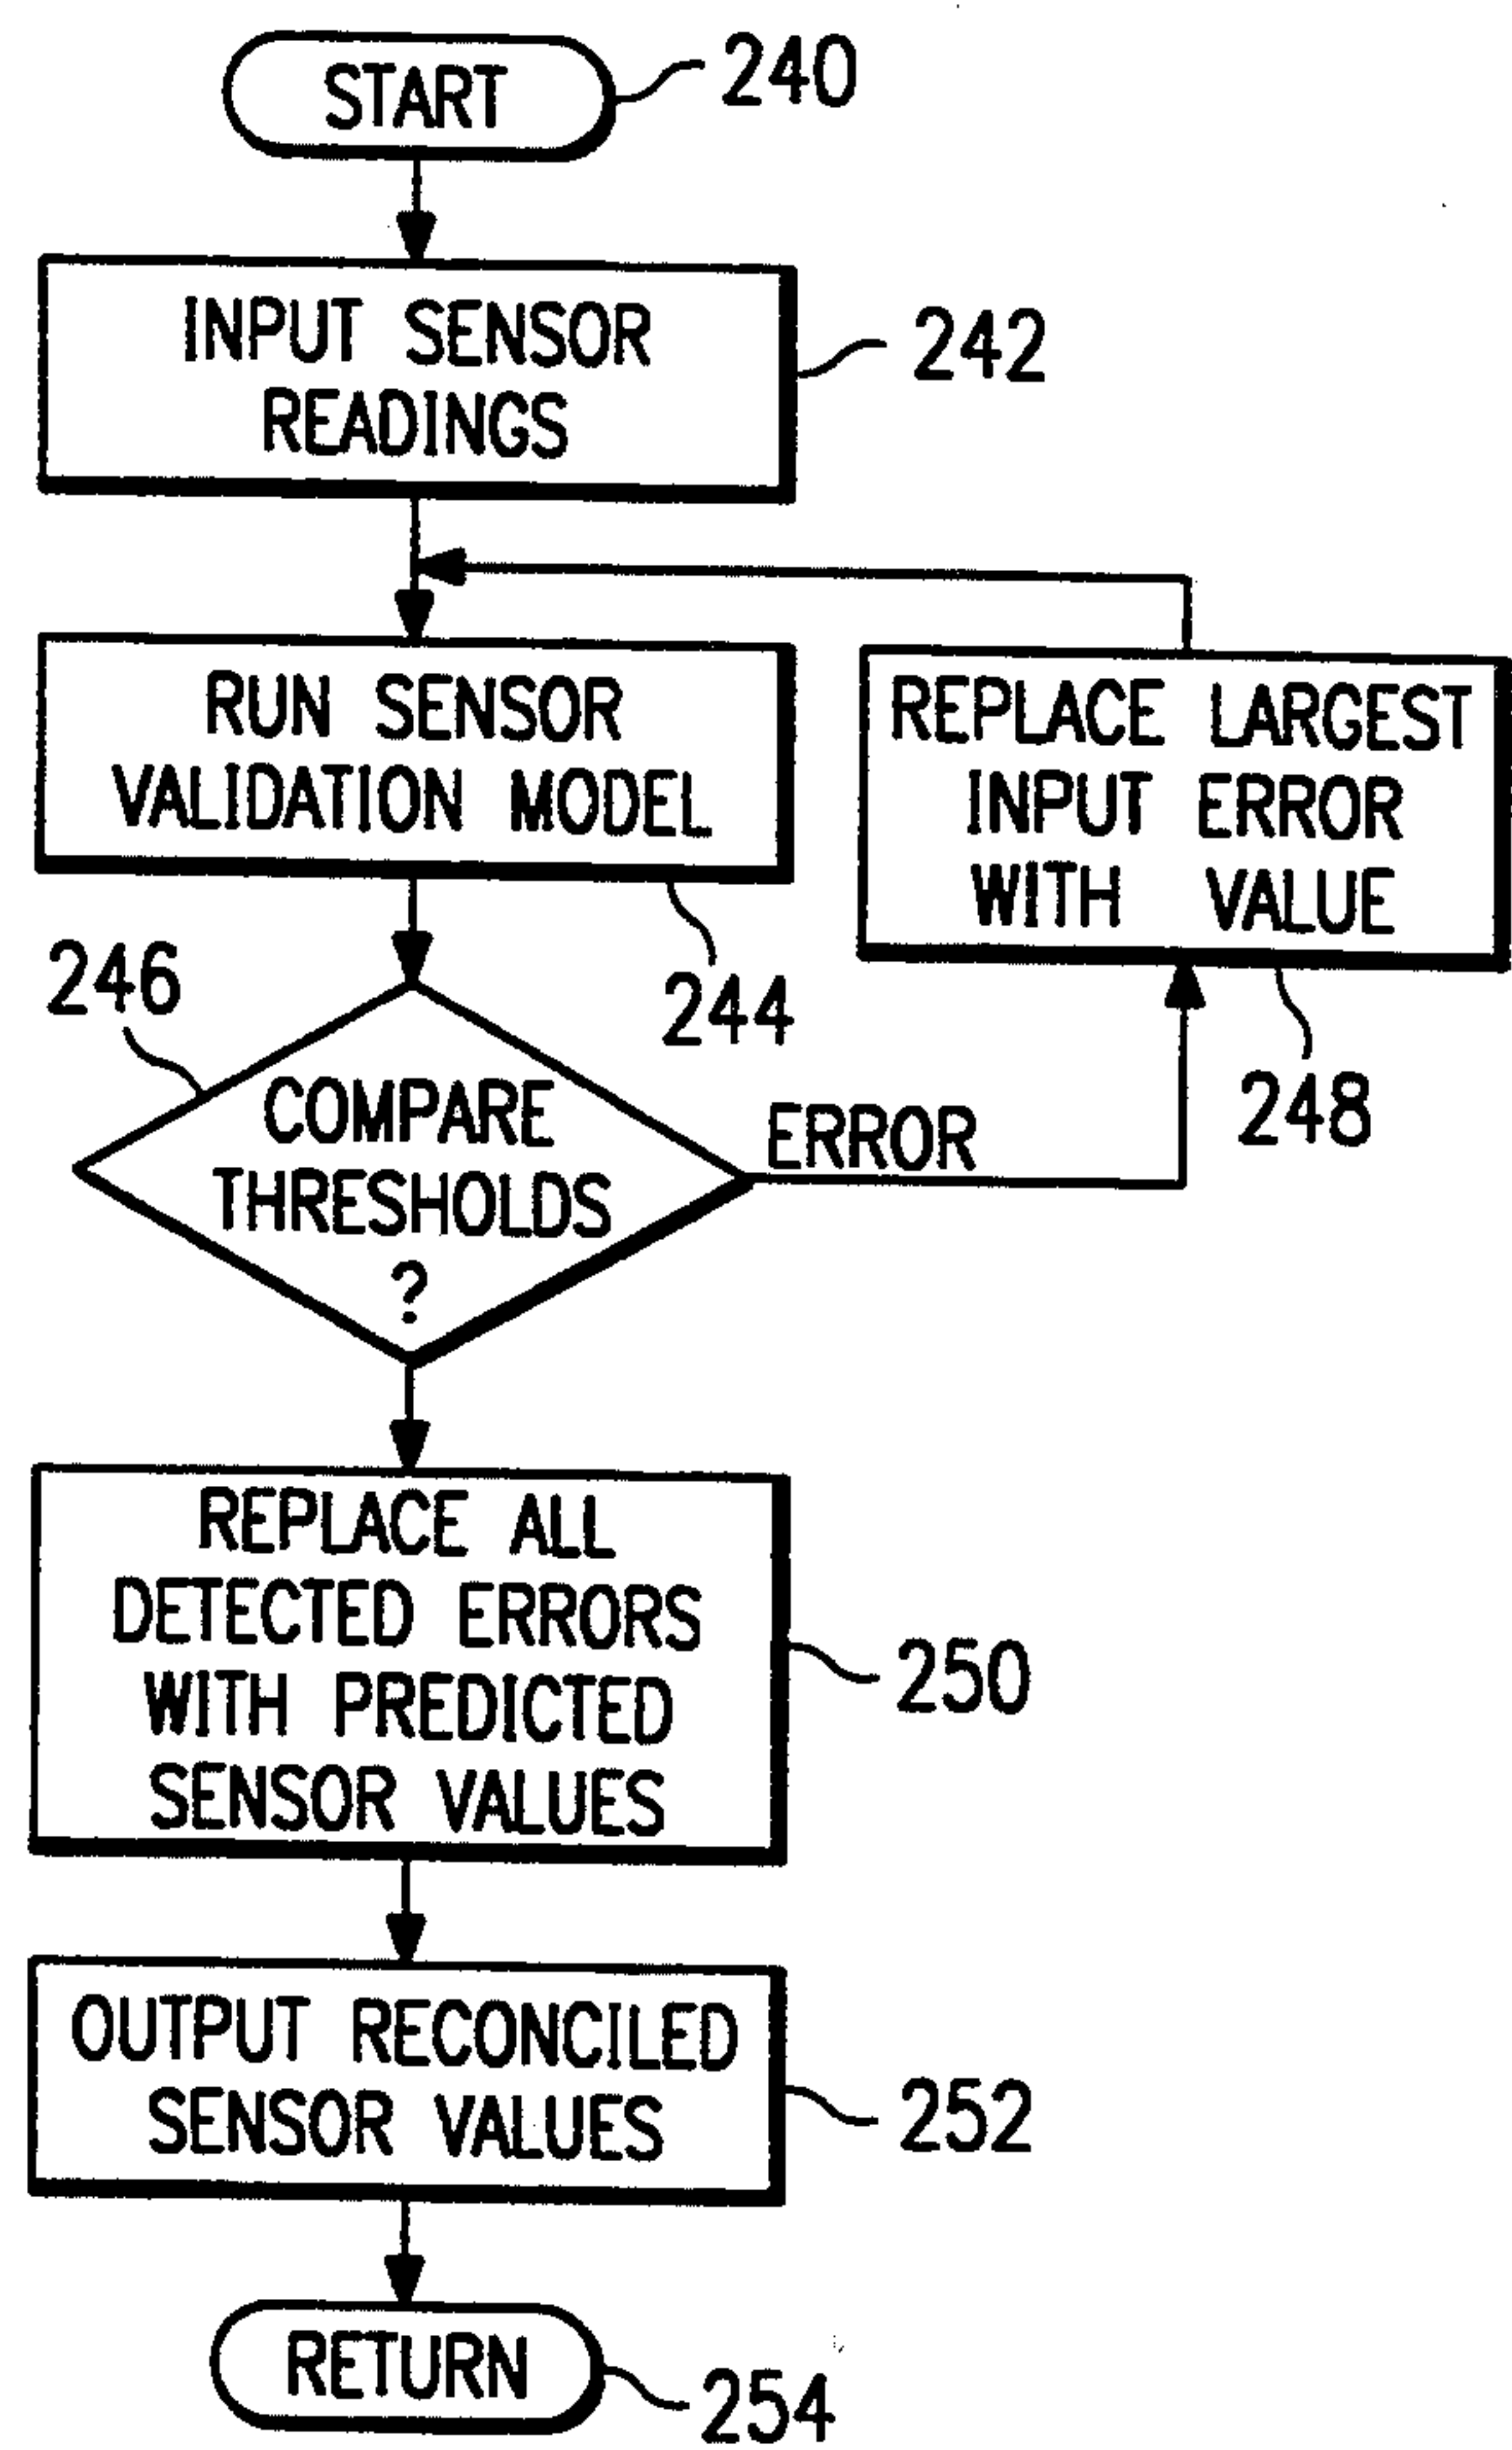 START
240
INPUT SENSOR
READINGS
242
RUN SENSOR
VALIDATION MODEL
244
REPLACE LARGEST
INPUT ERROR
WITH VALUE
248
246
COMPARE
THRESHOLDS
?
ERROR
REPLACE ALL
DETECTED ERRORS
WITH PREDICTED
SENSOR VALUES
250
OUTPUT RECONCILED
SENSOR VALUES
252
RETURN
254